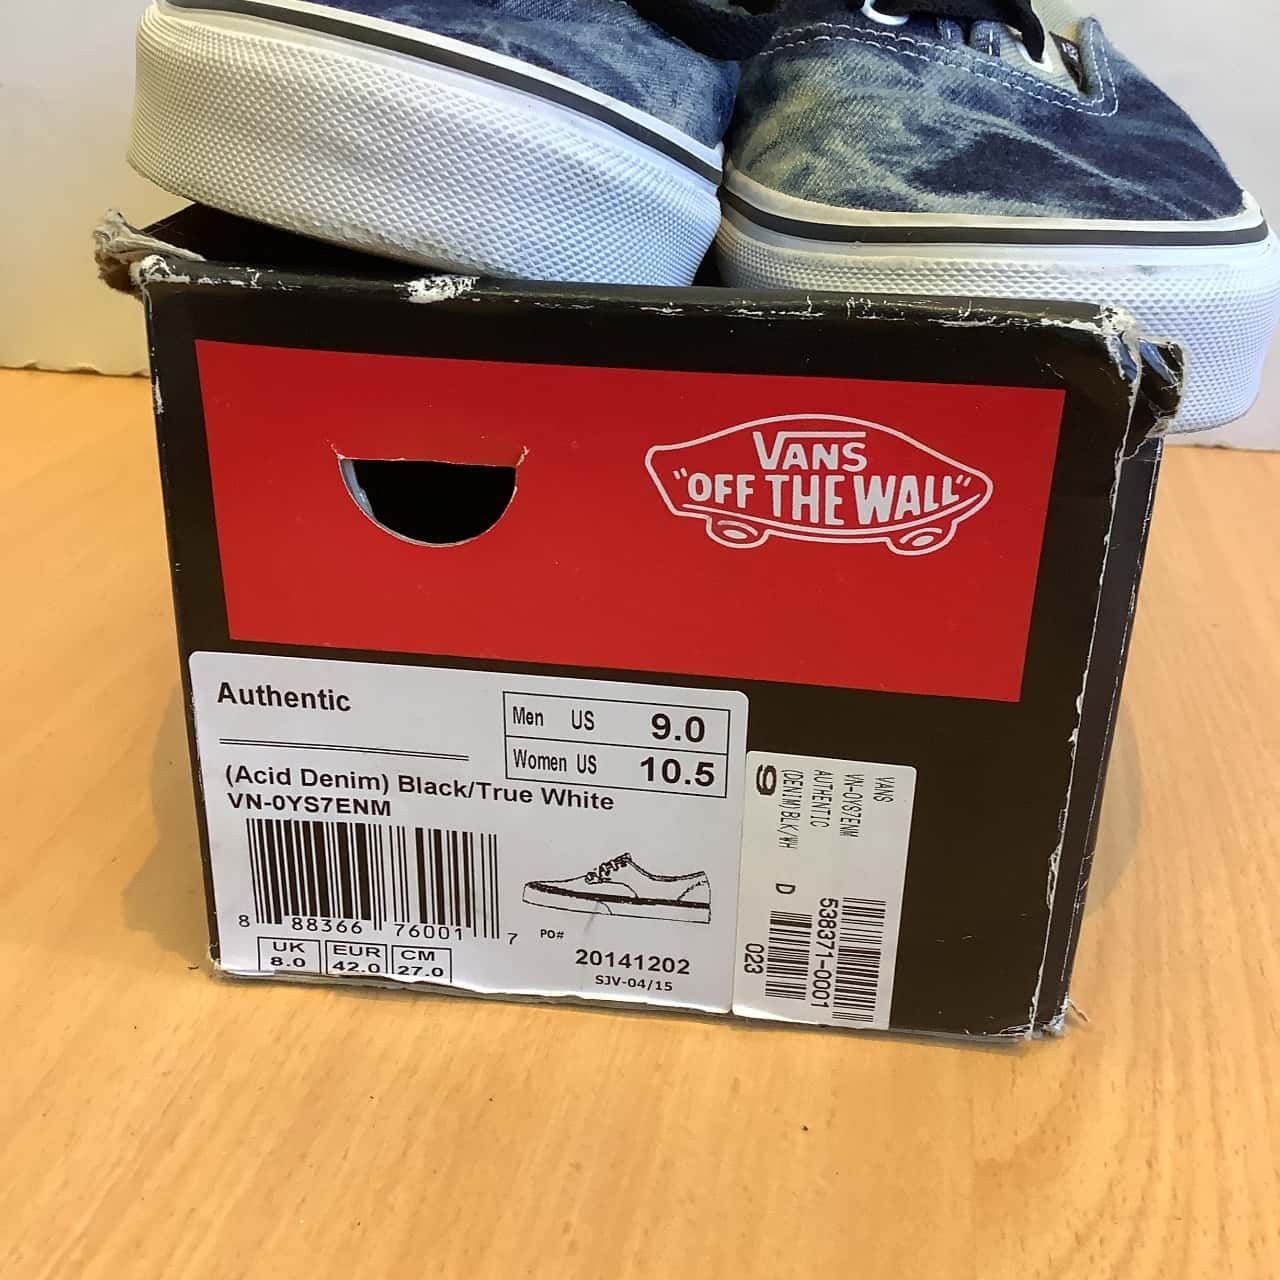 VANS
"OFF THE WALL"
Authentic
Men US 9.0
Women US 10.5
(Acid Denim) Black/True White
VN-0YS7ENM
8 88366 76001 7
UK 8.0
EUR 42.0
CM 27.0
PO#
20141202
SJV-04/15
VANS
VN-0YS7ENM
AUTHENTIC
(DENIM) BLK/WH
9
D
538371-0001
023